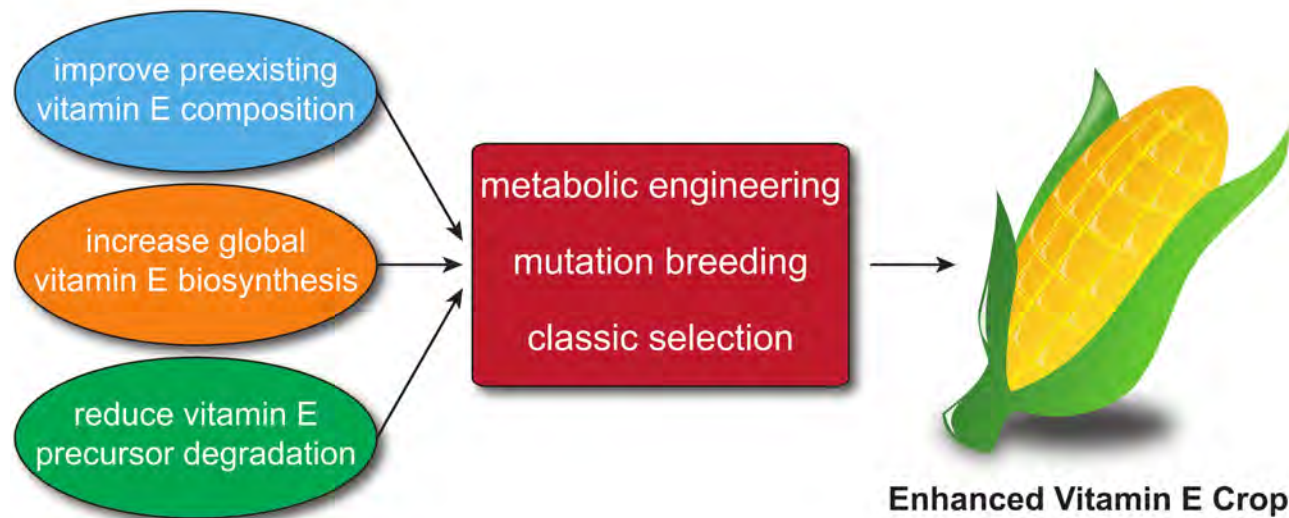 improve preexisting
vitamin E composition
increase global
vitamin E biosynthesis
reduce vitamin E
precursor degradation
metabolic engineering
mutation breeding
classic selection
Enhanced Vitamin E Crop